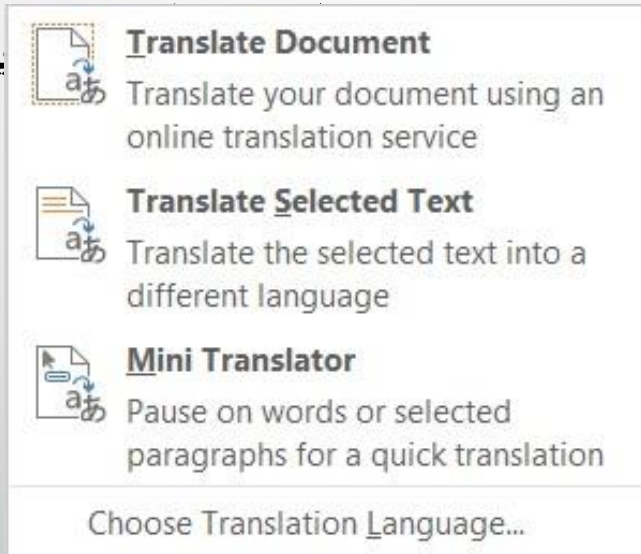 Translate Document
Translate your document using an
online translation service
Translate Selected Text
Translate the selected text into a
different language
Mini Translator
Pause on words or selected
paragraphs for a quick translation
Choose Translation Language...